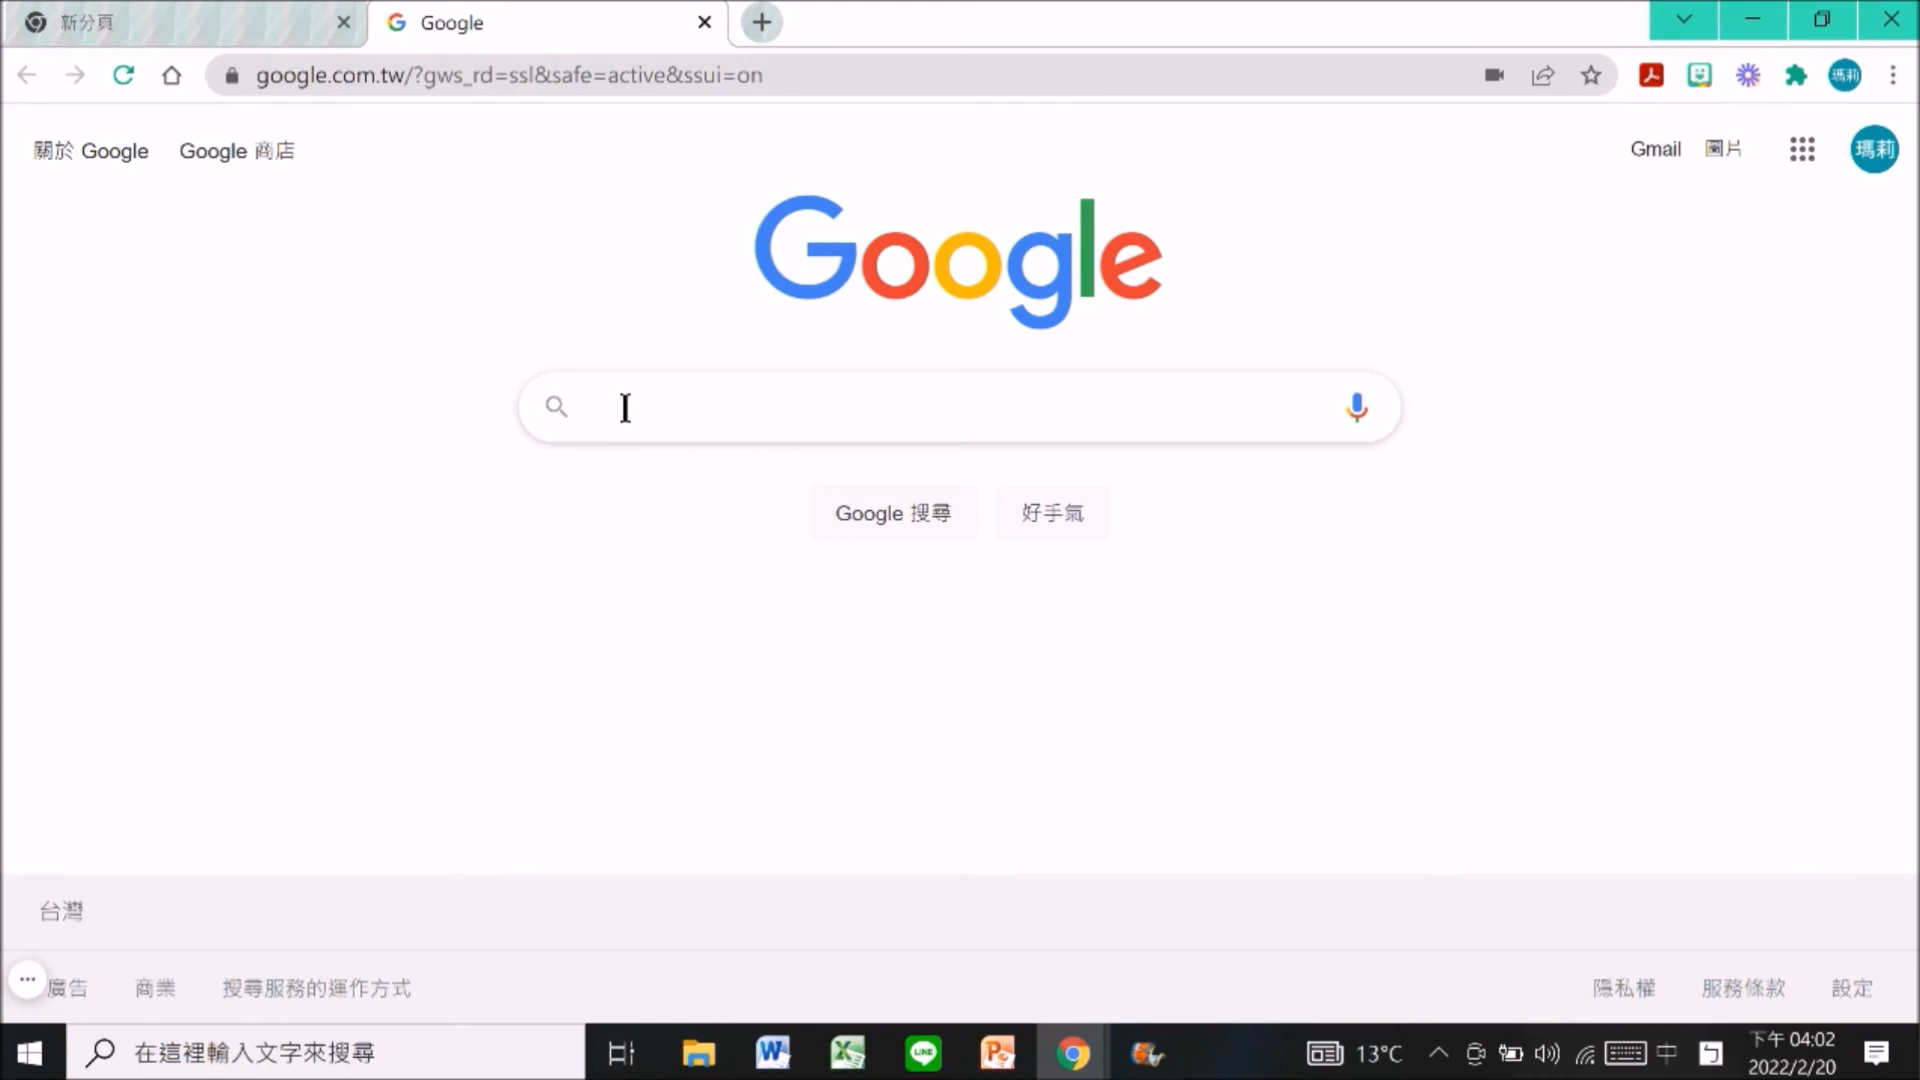 新分頁
Google
google.com.tw/?gws_rd=ssl&safe=active&ssui=on
瑪莉
關於 Google
Google 商店
Gmail
圖片
瑪莉
Google
Google 搜尋
好手氣
台灣
廣告
商業
搜尋服務的運作方式
隱私權
服務條款
設定
在這裡輸入文字來搜尋
LINE
13°C
中
下午 04:02
2022/2/20